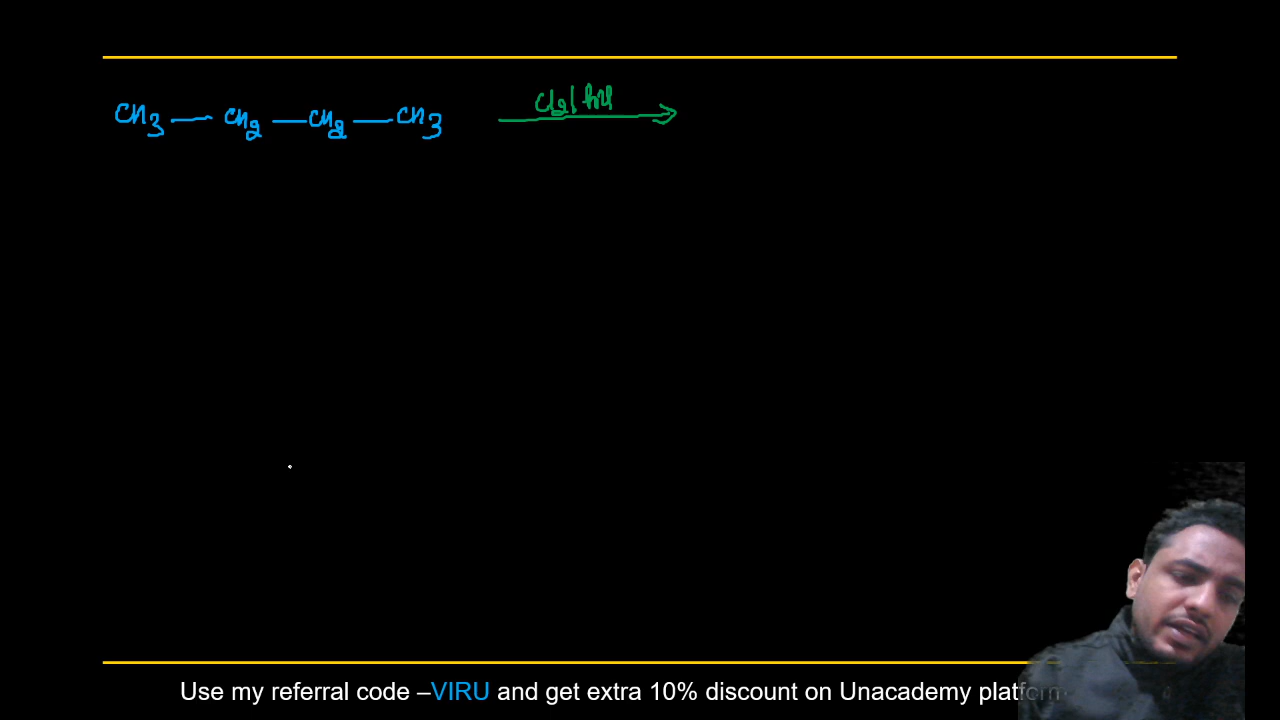 CH3 — CH2 — CH2 — CH3 Cl2/hν
Use my referral code –VIRU and get extra 10% discount on Unacademy platform